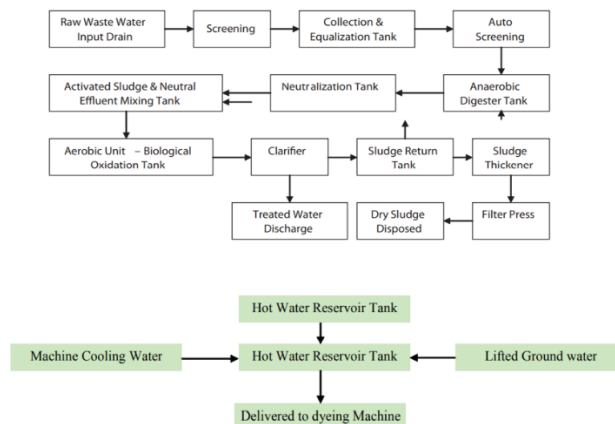 Raw Waste Water
Input Drain
Screening
Collection &
Equalization Tank
Auto
Screening
Activated Sludge & Neutral
Effluent Mixing Tank
Neutralization Tank
Anaerobic
Digester Tank
Aerobic Unit – Biological
Oxidation Tank
Clarifier
Sludge Return
Tank
Sludge
Thickener
Treated Water
Discharge
Dry Sludge
Disposed
Filter Press
Hot Water Reservoir Tank
Machine Cooling Water
Hot Water Reservoir Tank
Lifted Ground water
Delivered to dyeing Machine